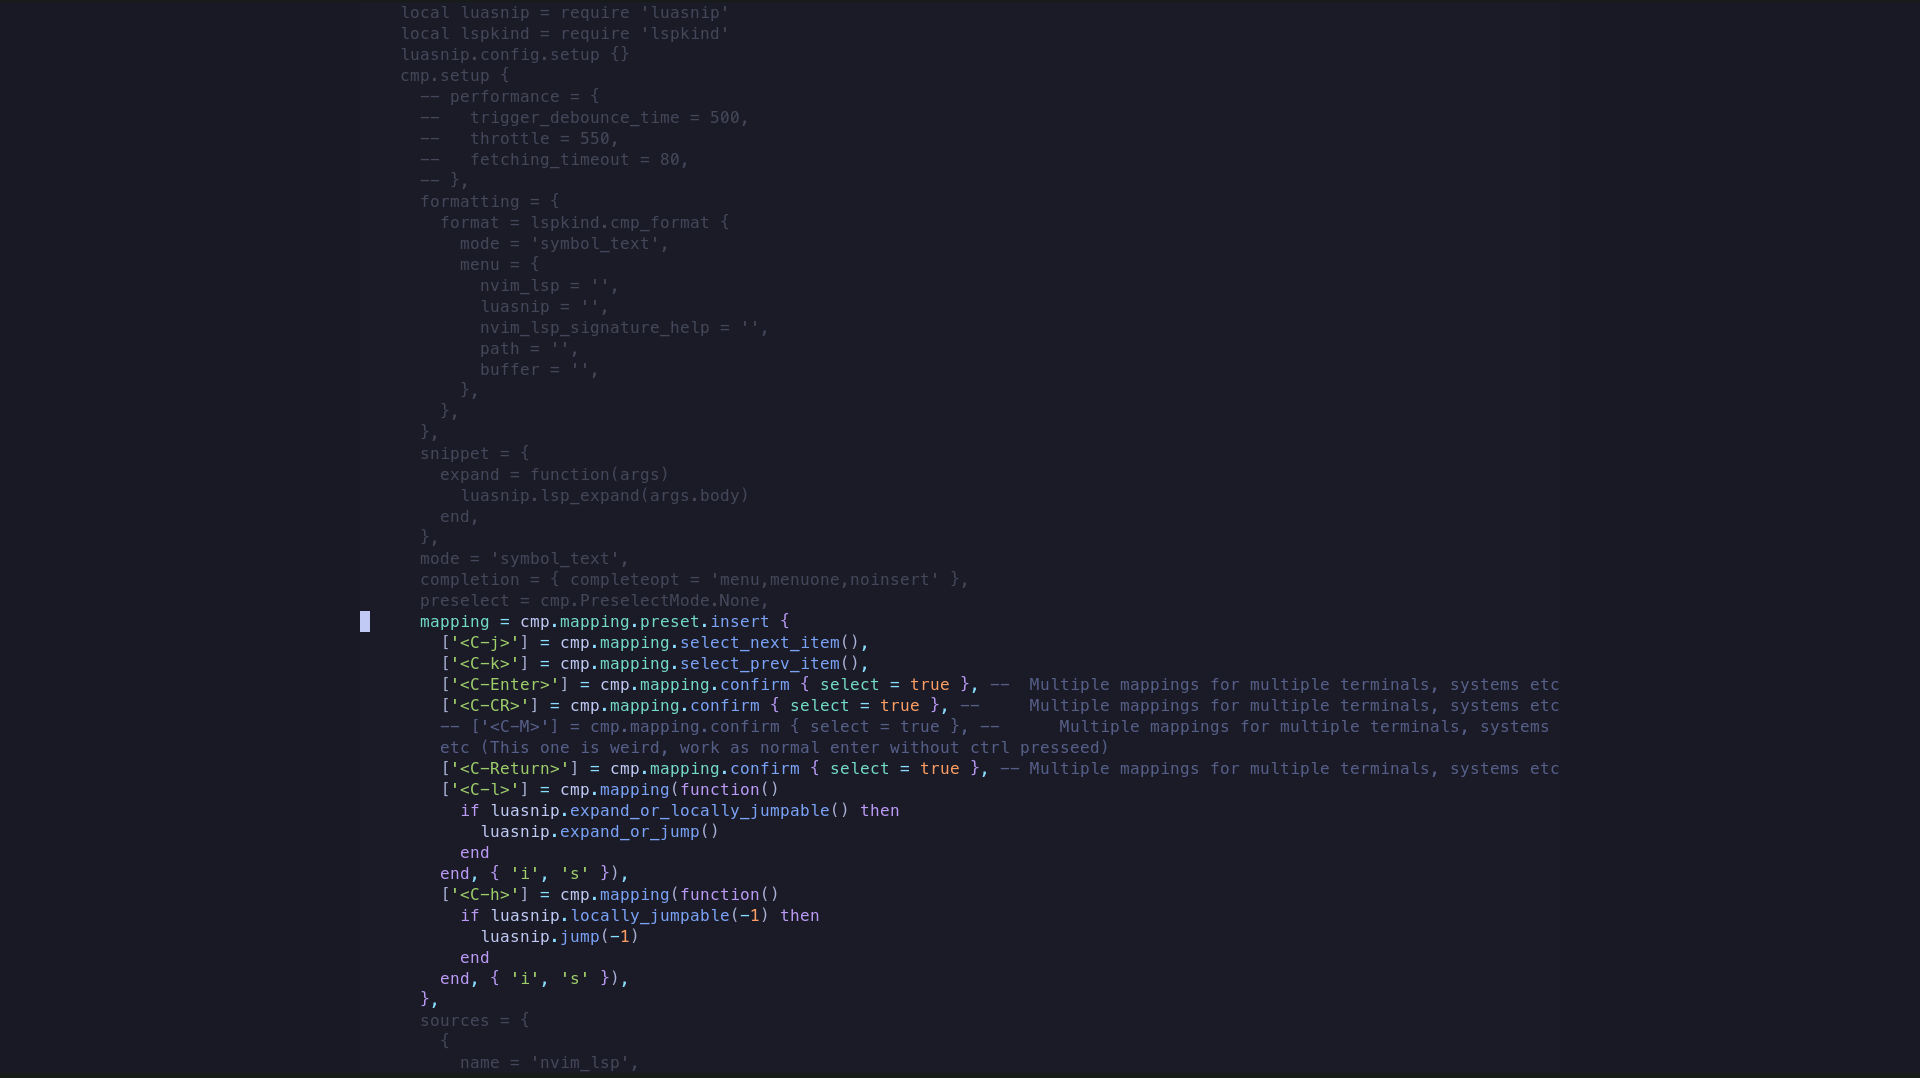 local luasnip = require 'luasnip'
local lspkind = require 'lspkind'
luasnip.config.setup {}
cmp.setup {
-- performance = {
--   trigger_debounce_time = 500,
--   throttle = 550,
--   fetching_timeout = 80,
-- },
formatting = {
format = lspkind.cmp_format {
mode = 'symbol_text',
menu = {
nvim_lsp = '',
luasnip = '',
nvim_lsp_signature_help = '',
path = '',
buffer = '',
},
},
},
snippet = {
expand = function(args)
luasnip.lsp_expand(args.body)
end,
},
mode = 'symbol_text',
completion = { completeopt = 'menu,menuone,noinsert' },
preselect = cmp.PreselectMode.None,
mapping = cmp.mapping.preset.insert {
['<C-j>'] = cmp.mapping.select_next_item(),
['<C-k>'] = cmp.mapping.select_prev_item(),
['<C-Enter>'] = cmp.mapping.confirm { select = true }, --  Multiple mappings for multiple terminals, systems etc
['<C-CR>'] = cmp.mapping.confirm { select = true }, --     Multiple mappings for multiple terminals, systems etc
-- ['<C-M>'] = cmp.mapping.confirm { select = true }, --      Multiple mappings for multiple terminals, systems
etc (This one is weird, work as normal enter without ctrl presseed)
['<C-Return>'] = cmp.mapping.confirm { select = true }, -- Multiple mappings for multiple terminals, systems etc
['<C-l>'] = cmp.mapping(function()
if luasnip.expand_or_locally_jumpable() then
luasnip.expand_or_jump()
end
end, { 'i', 's' }),
['<C-h>'] = cmp.mapping(function()
if luasnip.locally_jumpable(-1) then
luasnip.jump(-1)
end
end, { 'i', 's' }),
},
sources = {
{
name = 'nvim_lsp',